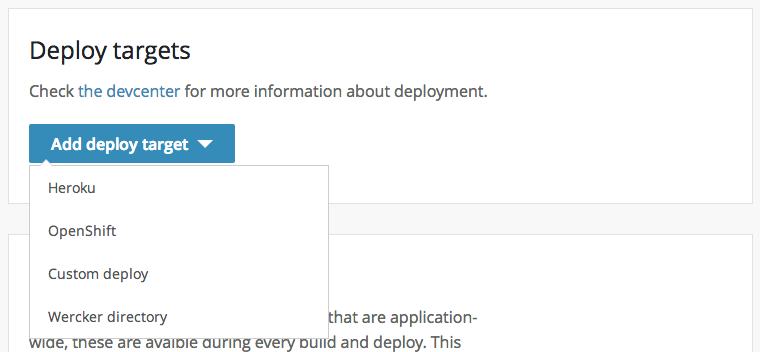 Deploy targets
Check the devcenter for more information about deployment.
Add deploy target
Heroku
OpenShift
Custom deploy
Wercker directory
that are application-
wide, these are avaible during every build and deploy. This